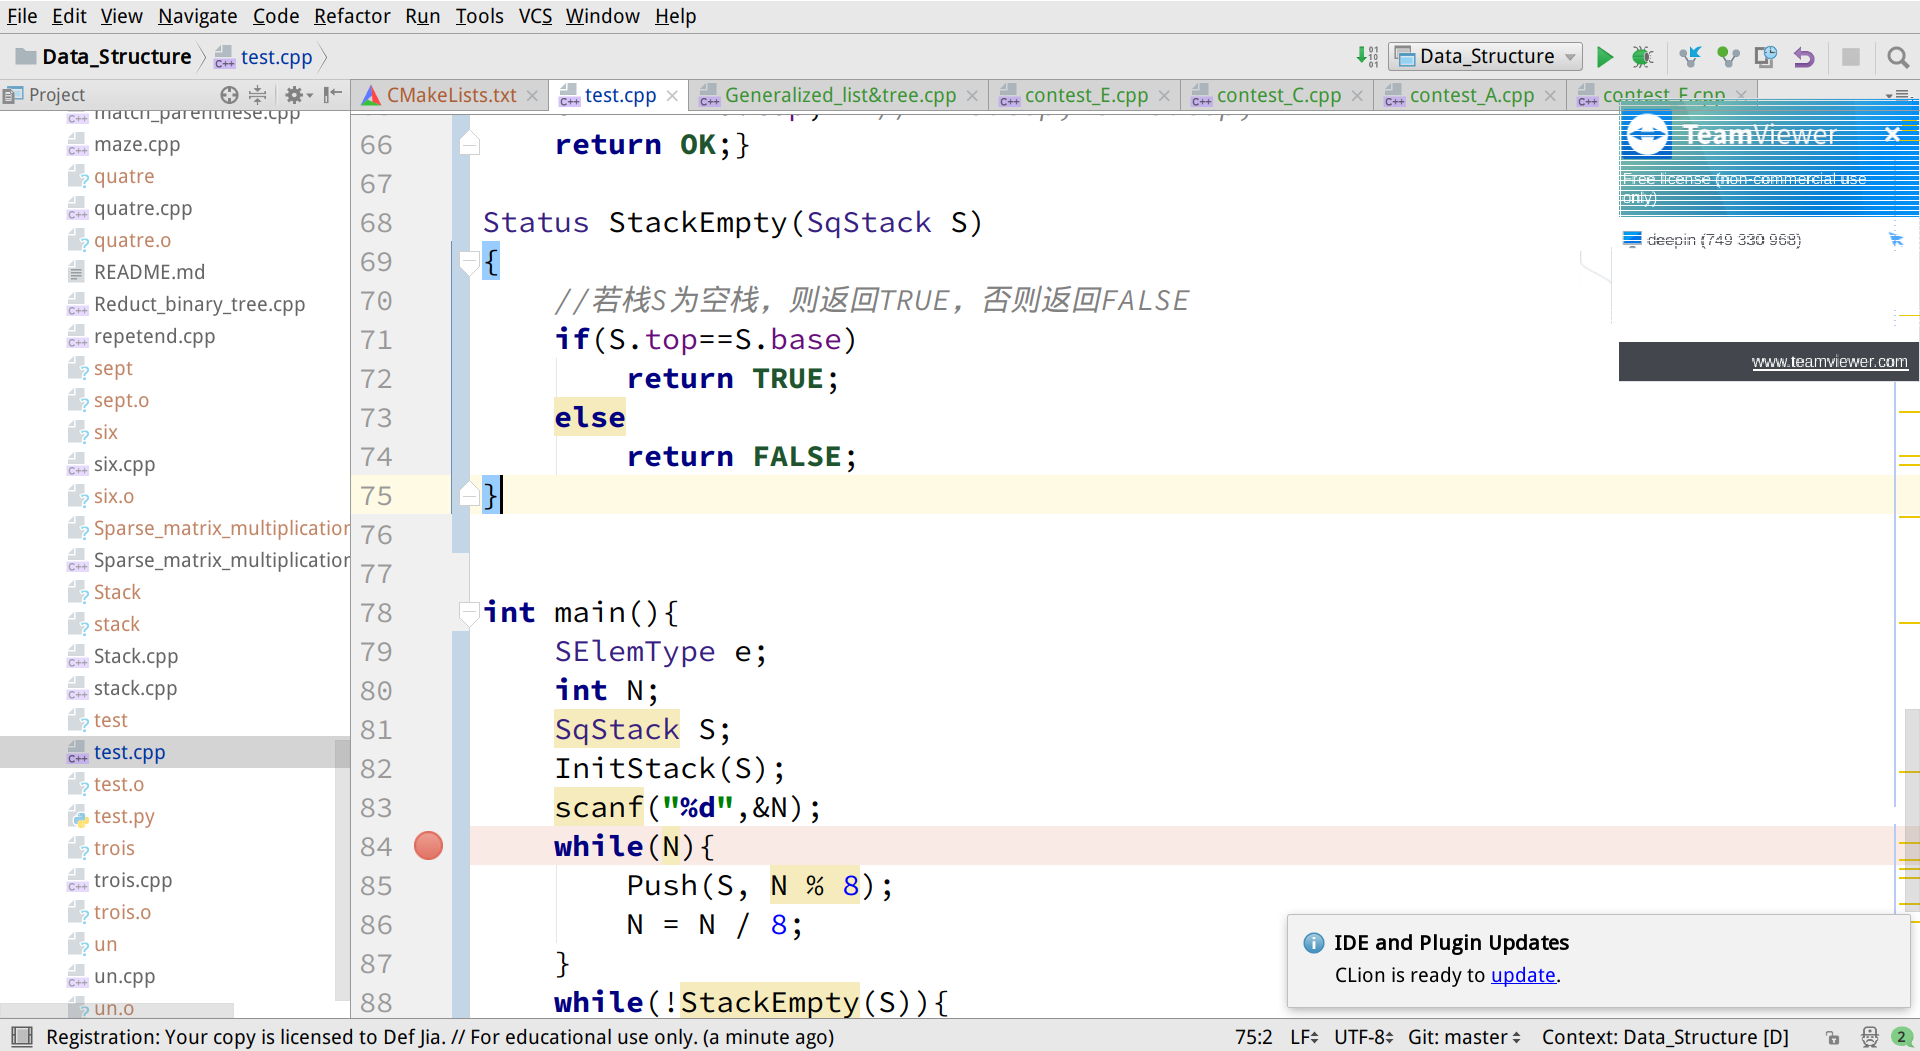 File Edit View Navigate Code Refactor Run Tools VCS Window Help
Data_Structure test.cpp
Data_Structure
Project
CMakeLists.txt test.cpp Generalized_list&tree.cpp contest_E.cpp contest_C.cpp contest_A.cpp contest_F.cpp
match_parenthese.cpp
maze.cpp
quatre
quatre.cpp
quatre.o
README.md
Reduct_binary_tree.cpp
repetend.cpp
sept
sept.o
six
six.cpp
six.o
Sparse_matrix_multiplication
Sparse_matrix_multiplication
Stack
stack
Stack.cpp
stack.cpp
test
test.cpp
test.o
test.py
trois
trois.cpp
trois.o
un
un.cpp
un.o
66 return OK;}
67
68 Status StackEmpty(SqStack S)
69 {
70 //若栈S为空栈，则返回TRUE，否则返回FALSE
71 if(S.top==S.base)
72 return TRUE;
73 else
74 return FALSE;
75 }
76
77
78 int main(){
79 SElemType e;
80 int N;
81 SqStack S;
82 InitStack(S);
83 scanf("%d",&N);
84 while(N){
85 Push(S, N % 8);
86 N = N / 8;
87 }
88 while(!StackEmpty(S)){
TeamViewer
Free license (non-commercial use
only)
deepin (749 330 968)
www.teamviewer.com
IDE and Plugin Updates
CLion is ready to update.
Registration: Your copy is licensed to Def Jia. // For educational use only. (a minute ago) 75:2 LF UTF-8 Git: master Context: Data_Structure [D] 2